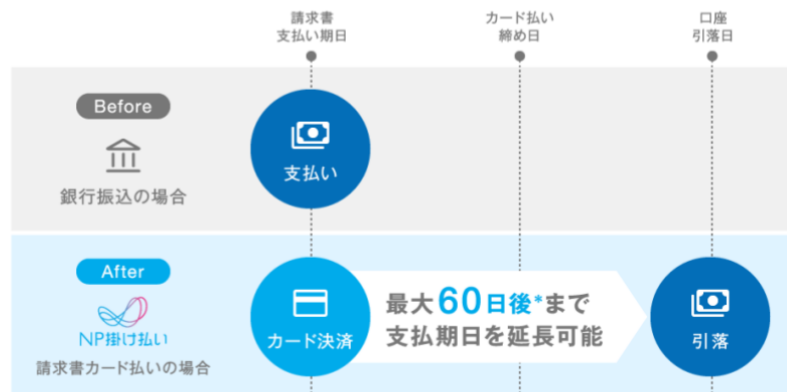 請求書
支払い期日
カード払い
締め日
口座
引落日
Before
支払い
銀行振込の場合
After
NP掛け払い
請求書カード払いの場合
カード決済
最大60日後*まで
支払期日を延長可能
引落